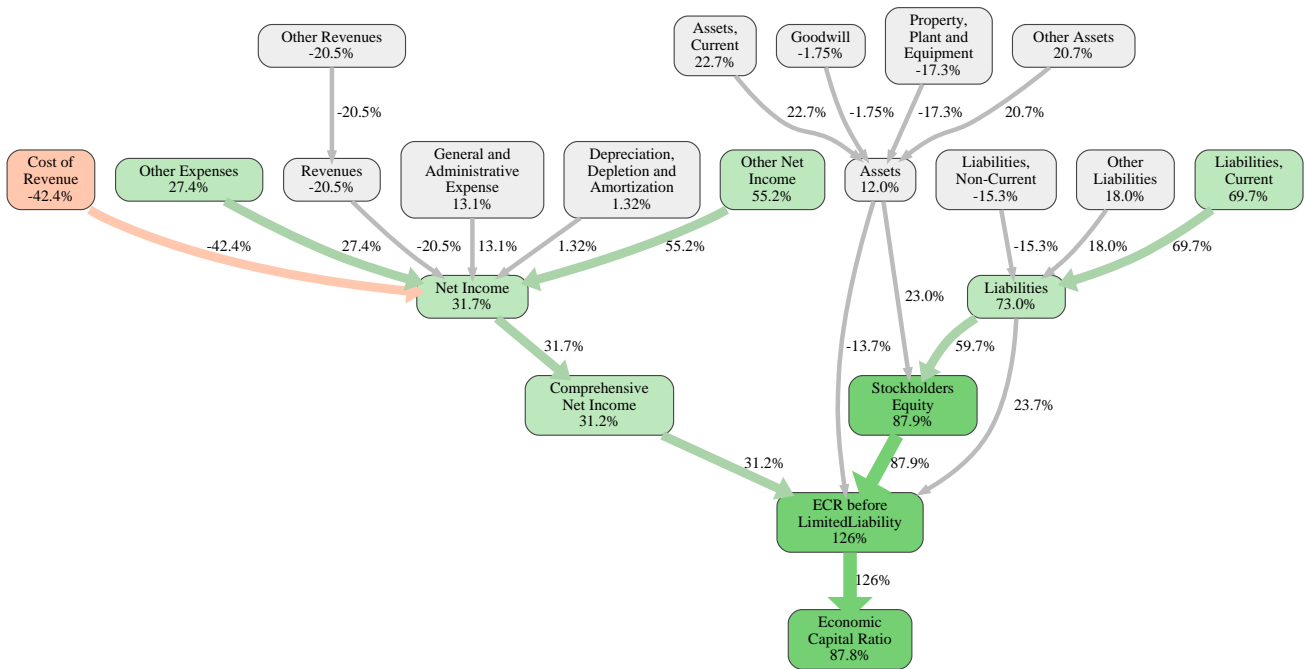 Other Revenues
-20.5%
Assets,
Current
22.7%
Goodwill
-1.75%
Property,
Plant and
Equipment
-17.3%
Other Assets
20.7%
-20.5%
22.7%
-1.75%
-17.3%
20.7%
Cost of
Revenue
-42.4%
Other Expenses
27.4%
Revenues
-20.5%
General and
Administrative
Expense
13.1%
Depreciation,
Depletion and
Amortization
1.32%
Other Net
Income
55.2%
Assets
12.0%
Liabilities,
Non-Current
-15.3%
Other
Liabilities
18.0%
Liabilities,
Current
69.7%
-42.4%
27.4%
-20.5%
13.1%
1.32%
55.2%
-15.3%
18.0%
69.7%
Net Income
31.7%
23.0%
Liabilities
73.0%
31.7%
-13.7%
59.7%
Comprehensive
Net Income
31.2%
Stockholders
Equity
87.9%
23.7%
31.2%
87.9%
ECR before
LimitedLiability
126%
126%
Economic
Capital Ratio
87.8%